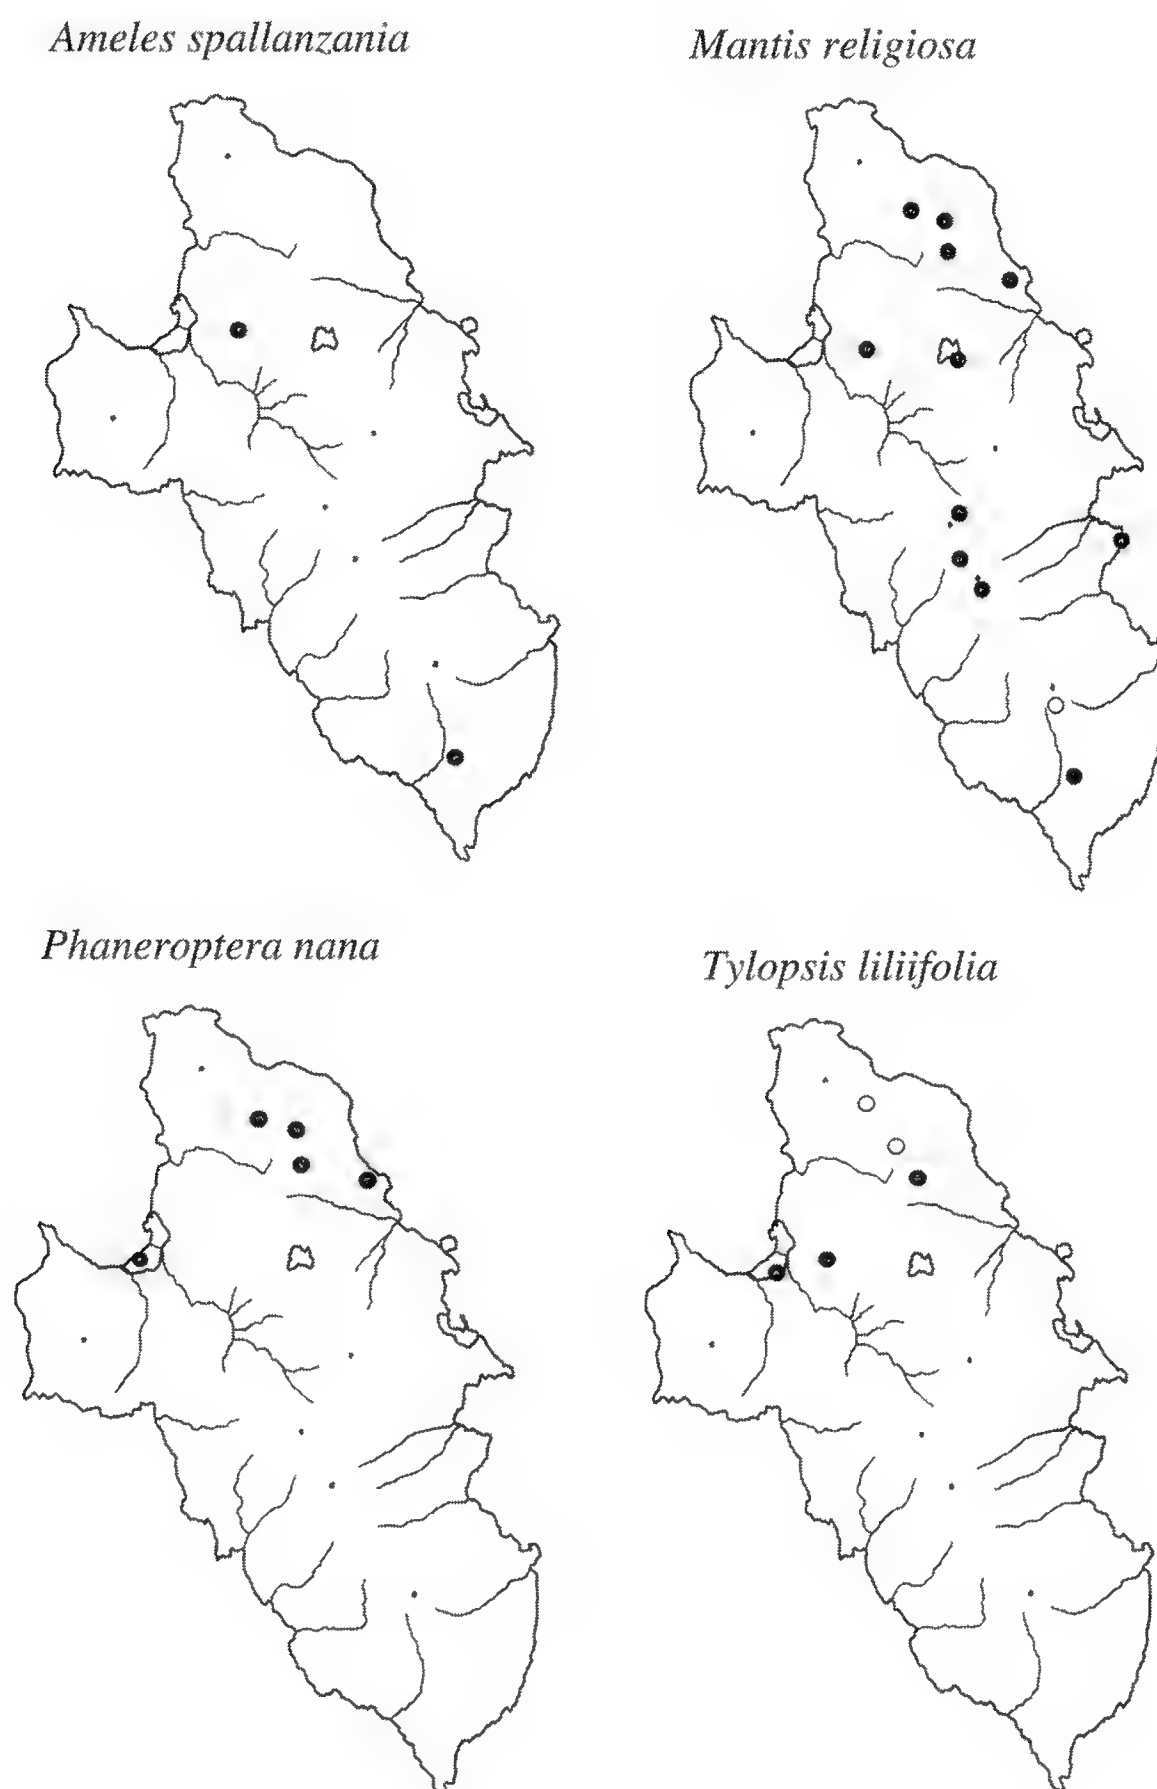 Ameles spallanzania
Mantis religiosa
Phaneroptera nana
Tylopsis liliifolia